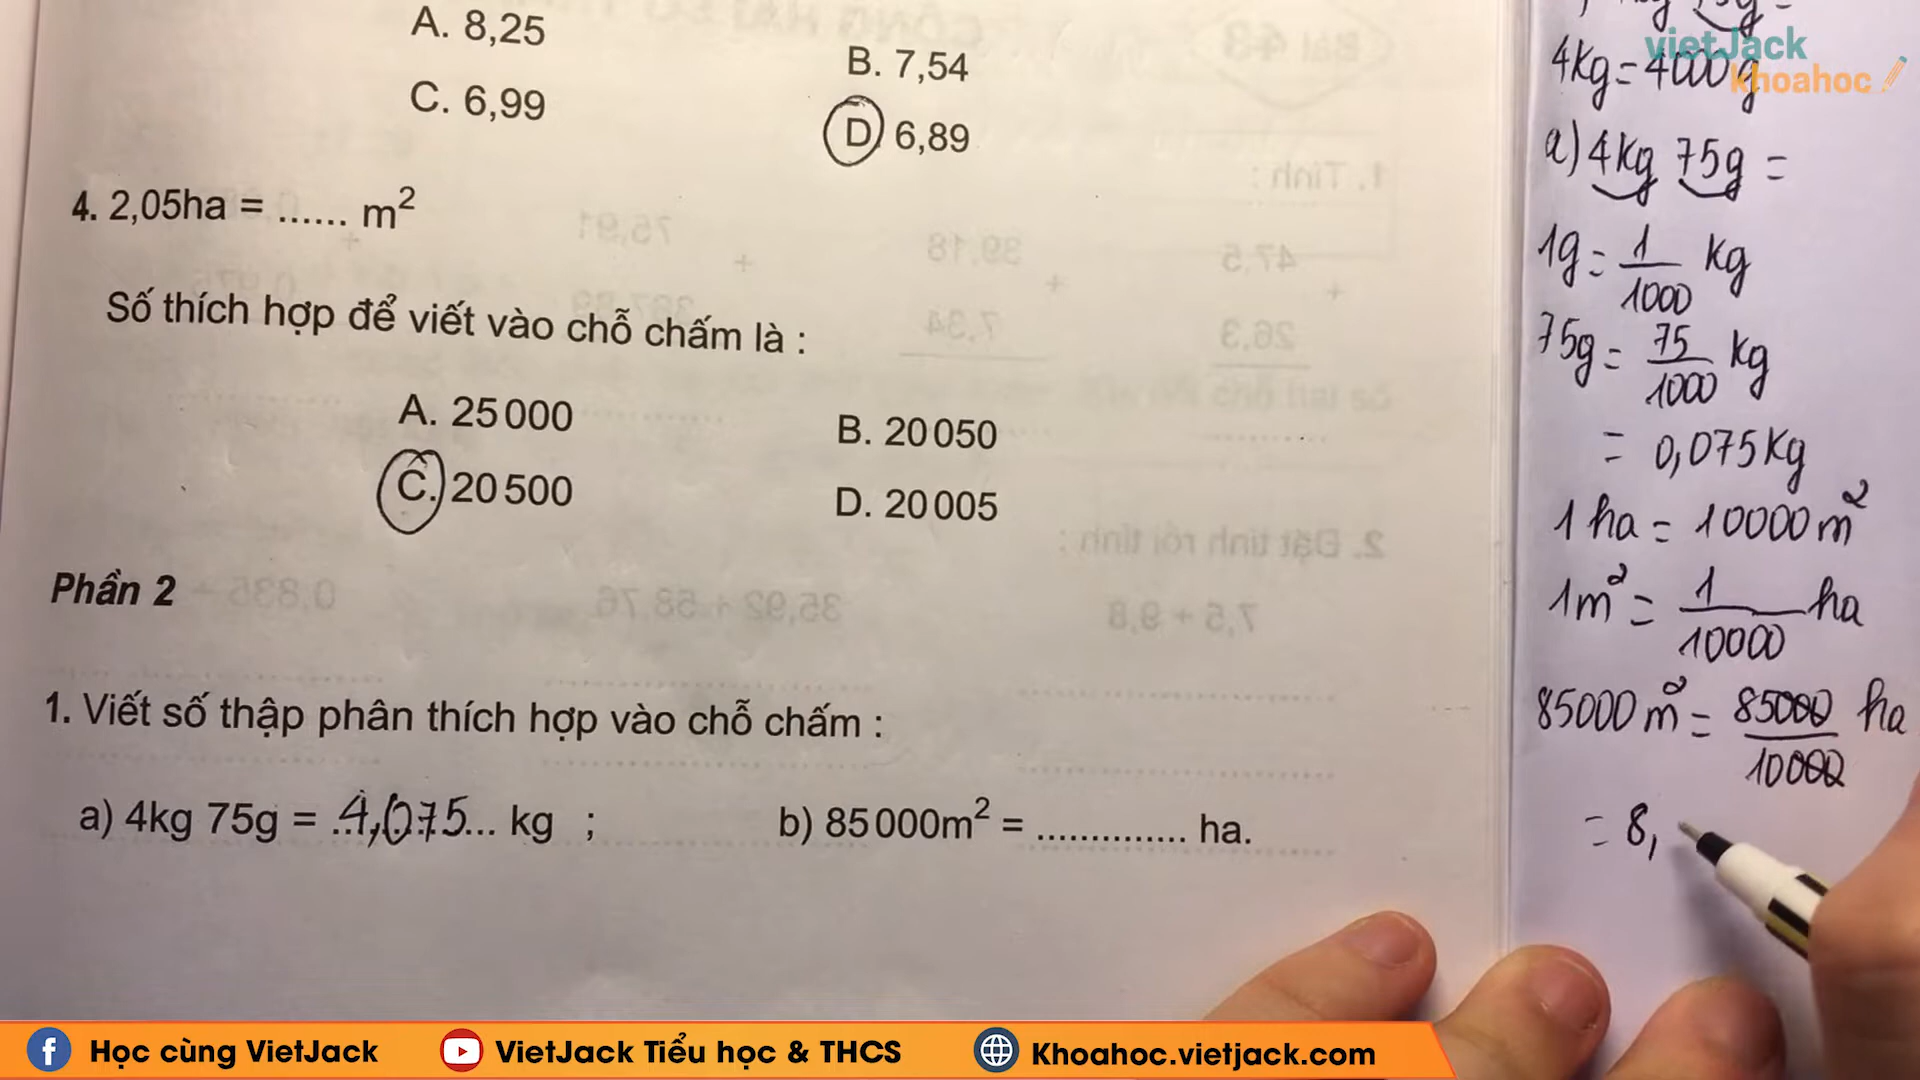 A. 8,25
B. 7,54
C. 6,99
D 6,89
4. 2,05ha = ...... m²
Số thích hợp để viết vào chỗ chấm là :
A. 25 000
B. 20 050
C. 20 500
D. 20 005
Phần 2
1. Viết số thập phân thích hợp vào chỗ chấm :
a) 4kg 75g = ..4,075... kg ;
b) 85 000m² = .............. ha.
4kg = 4000g
a) 4kg 75g =
1g = 1/1000 kg
75g = 75/1000 kg
= 0,075kg
1 ha = 10000m²
1m² = 1/10000 ha
85000 m² = 85000/10000 ha
= 8,
vietJack
khoahoc
Học cùng VietJack
VietJack Tiểu học & THCS
Khoahoc.vietjack.com